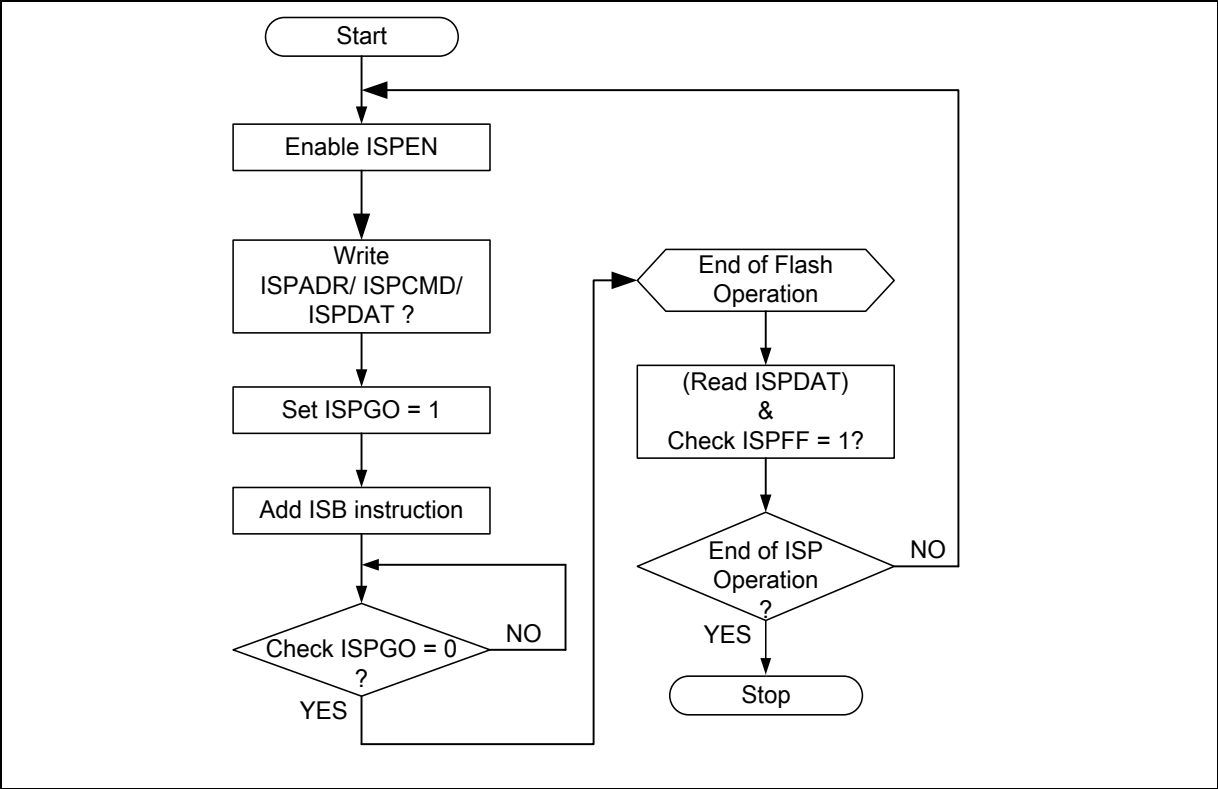 Start
Enable ISPEN
Write
ISPADR/ ISPCMD/
ISPDAT ?
Set ISPGO = 1
Add ISB instruction
Check ISPGO = 0
?
NO
YES
End of Flash
Operation
(Read ISPDAT)
&
Check ISPFF = 1?
End of ISP
Operation
?
NO
YES
Stop